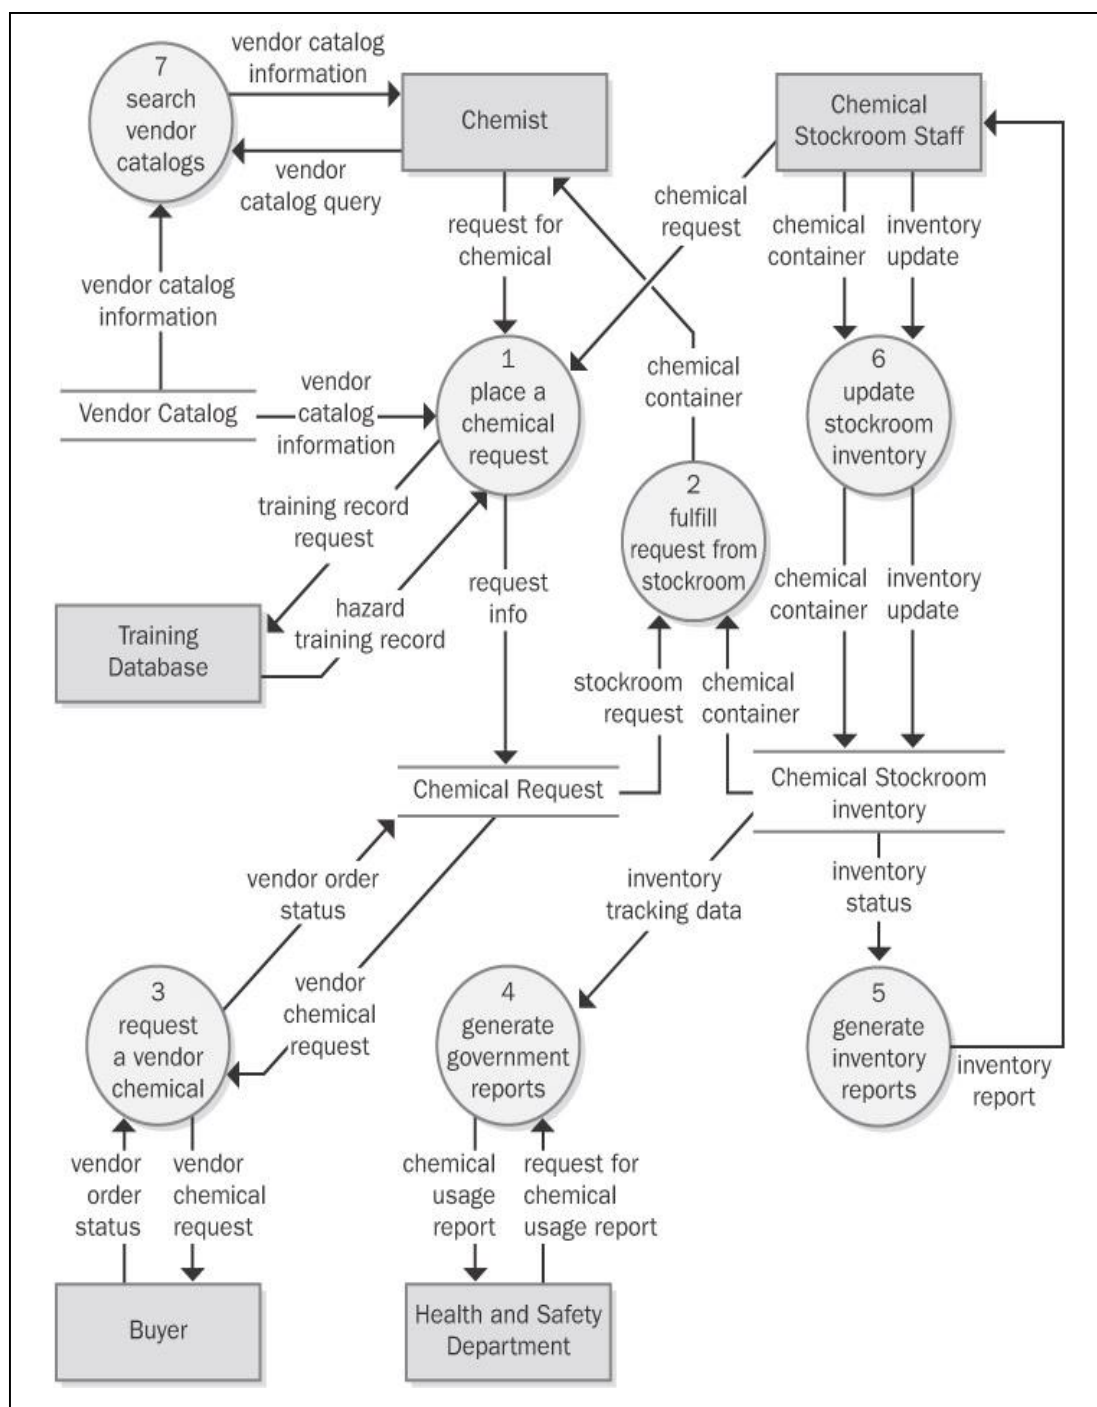 vendor catalog
information
7
search
vendor
catalogs
Chemist
Chemical
Stockroom Staff
vendor
catalog query
request for
chemical
chemical
request
chemical
container
inventory
update
vendor catalog
information
Vendor Catalog
vendor
catalog
information
1
place a
chemical
request
chemical
container
6
update
stockroom
inventory
training record
request
2
fulfill
request from
stockroom
request
info
chemical
container
inventory
update
Training
Database
hazard
training record
stockroom
request
chemical
container
Chemical Request
Chemical Stockroom
inventory
vendor order
status
inventory
tracking data
inventory
status
3
request
a vendor
chemical
vendor
chemical
request
4
generate
government
reports
5
generate
inventory
reports
inventory
report
vendor
order
status
vendor
chemical
request
chemical
usage
report
request for
chemical
usage report
Buyer
Health and Safety
Department